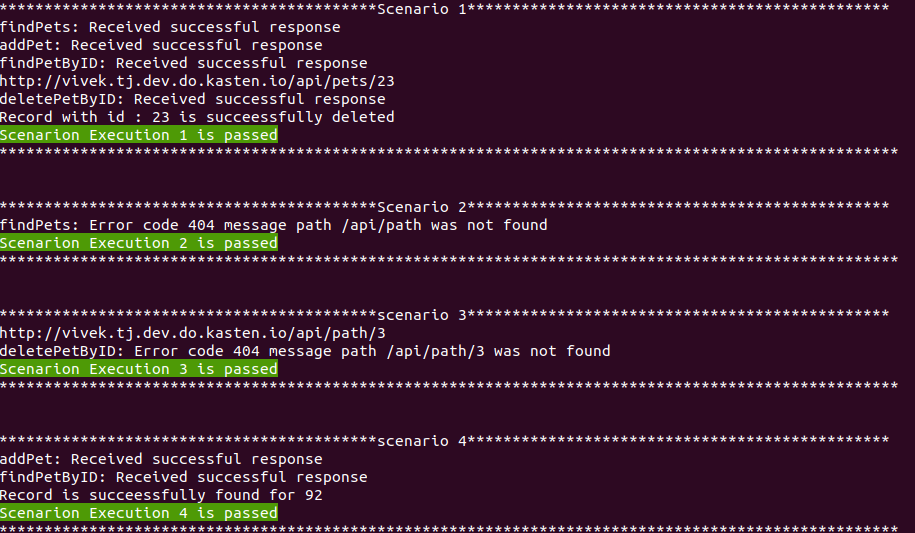 ******************************************Scenario 1***********************************************
findPets: Received successful response
addPet: Received successful response
findPetByID: Received successful response
http://vivek.tj.dev.do.kasten.io/api/pets/23
deletePetByID: Received successful response
Record with id : 23 is succeessfully deleted
Scenarion Execution 1 is passed
****************************************************************************************************
******************************************Scenario 2***********************************************
findPets: Error code 404 message path /api/path was not found
Scenarion Execution 2 is passed
****************************************************************************************************
******************************************scenario 3***********************************************
http://vivek.tj.dev.do.kasten.io/api/path/3
deletePetByID: Error code 404 message path /api/path/3 was not found
Scenarion Execution 3 is passed
****************************************************************************************************
******************************************scenario 4***********************************************
addPet: Received successful response
findPetByID: Received successful response
Record is succeessfully found for 92
Scenarion Execution 4 is passed
****************************************************************************************************